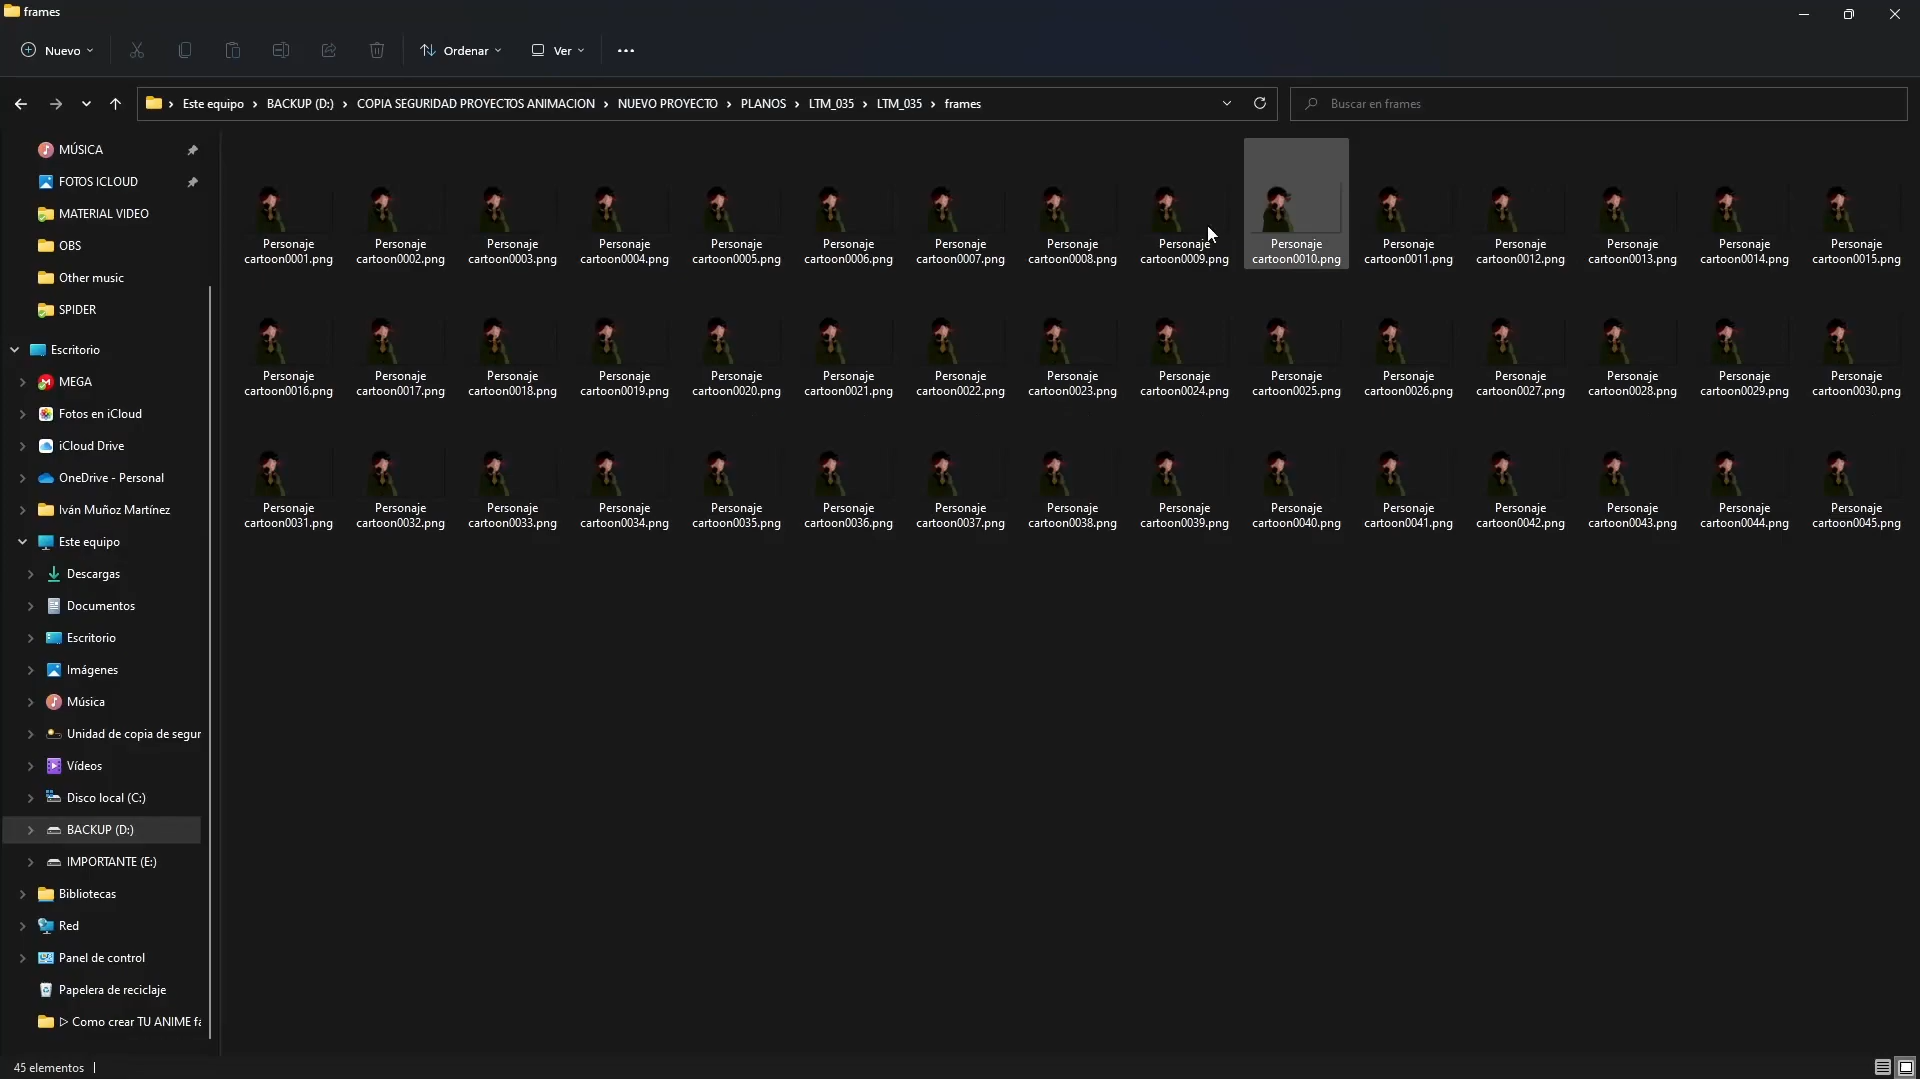 frames
Nuevo
Ordenar
Ver
Este equipo > BACKUP (D:) > COPIA SEGURIDAD PROYECTOS ANIMACION > NUEVO PROYECTO > PLANOS > LTM_035 > LTM_035 > frames
Buscar en frames
MÚSICA
FOTOS ICLOUD
MATERIAL VIDEO
OBS
Other music
SPIDER
Escritorio
MEGA
Fotos en iCloud
iCloud Drive
OneDrive - Personal
Iván Muñoz Martínez
Este equipo
Descargas
Documentos
Escritorio
Imágenes
Música
Unidad de copia de segur
Vídeos
Disco local (C:)
BACKUP (D:)
IMPORTANTE (E:)
Bibliotecas
Red
Panel de control
Papelera de reciclaje
▷ Como crear TU ANIME fa
Personaje Personaje Personaje Personaje Personaje Personaje Personaje Personaje Personaje Personaje Personaje Personaje Personaje Personaje Personaje
cartoon0001.png cartoon0002.png cartoon0003.png cartoon0004.png cartoon0005.png cartoon0006.png cartoon0007.png cartoon0008.png cartoon0009.png cartoon0010.png cartoon0011.png cartoon0012.png cartoon0013.png cartoon0014.png cartoon0015.png
Personaje Personaje Personaje Personaje Personaje Personaje Personaje Personaje Personaje Personaje Personaje Personaje Personaje Personaje Personaje
cartoon0016.png cartoon0017.png cartoon0018.png cartoon0019.png cartoon0020.png cartoon0021.png cartoon0022.png cartoon0023.png cartoon0024.png cartoon0025.png cartoon0026.png cartoon0027.png cartoon0028.png cartoon0029.png cartoon0030.png
Personaje Personaje Personaje Personaje Personaje Personaje Personaje Personaje Personaje Personaje Personaje Personaje Personaje Personaje Personaje
cartoon0031.png cartoon0032.png cartoon0033.png cartoon0034.png cartoon0035.png cartoon0036.png cartoon0037.png cartoon0038.png cartoon0039.png cartoon0040.png cartoon0041.png cartoon0042.png cartoon0043.png cartoon0044.png cartoon0045.png
45 elementos